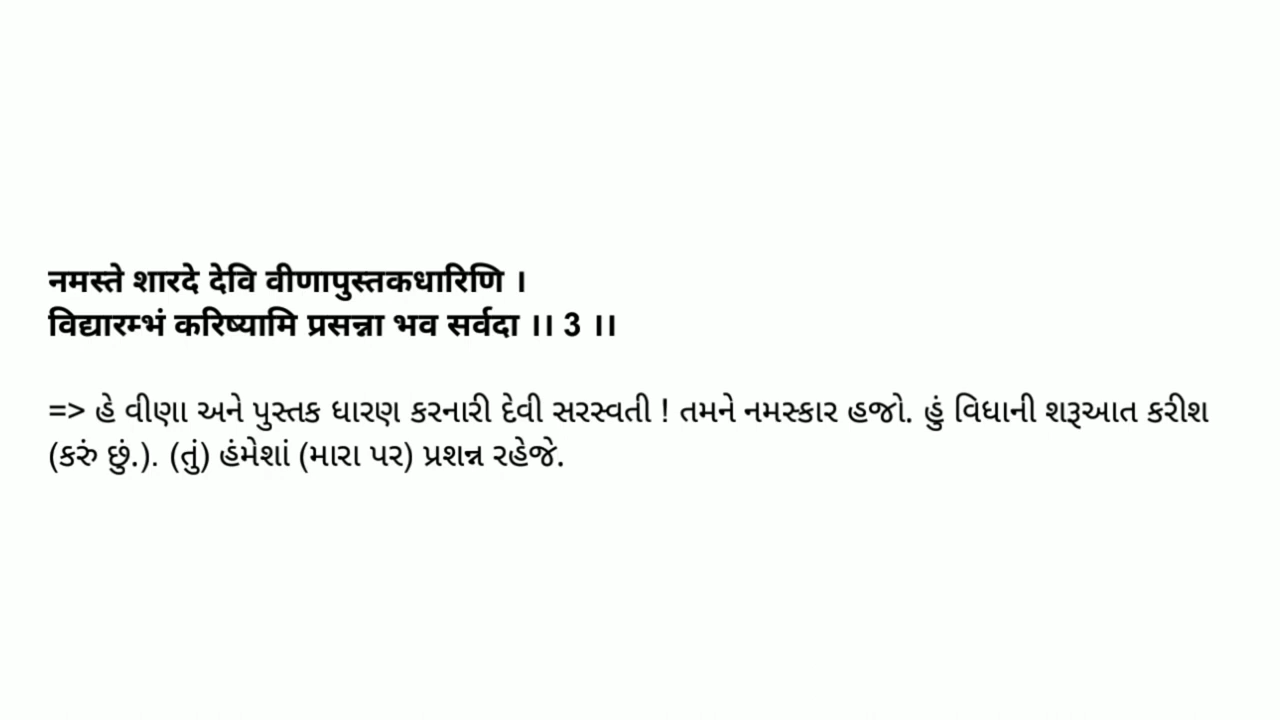 नमस्ते शारदे देवि वीणापुस्तकधारिणि ।
विद्यारम्भं करिष्यामि प्रसन्ना भव सर्वदा ।। 3 ।।
=> હે વીણા અને પુસ્તક ધારણ કરનારી દેવી સરસ્વતી ! તમને નમસ્કાર હજો. હું વિધાની શરૂઆત કરીશ
(કરું છું.). (તું) હંમેશાં (મારા પર) પ્રશન્ન રહેજે.